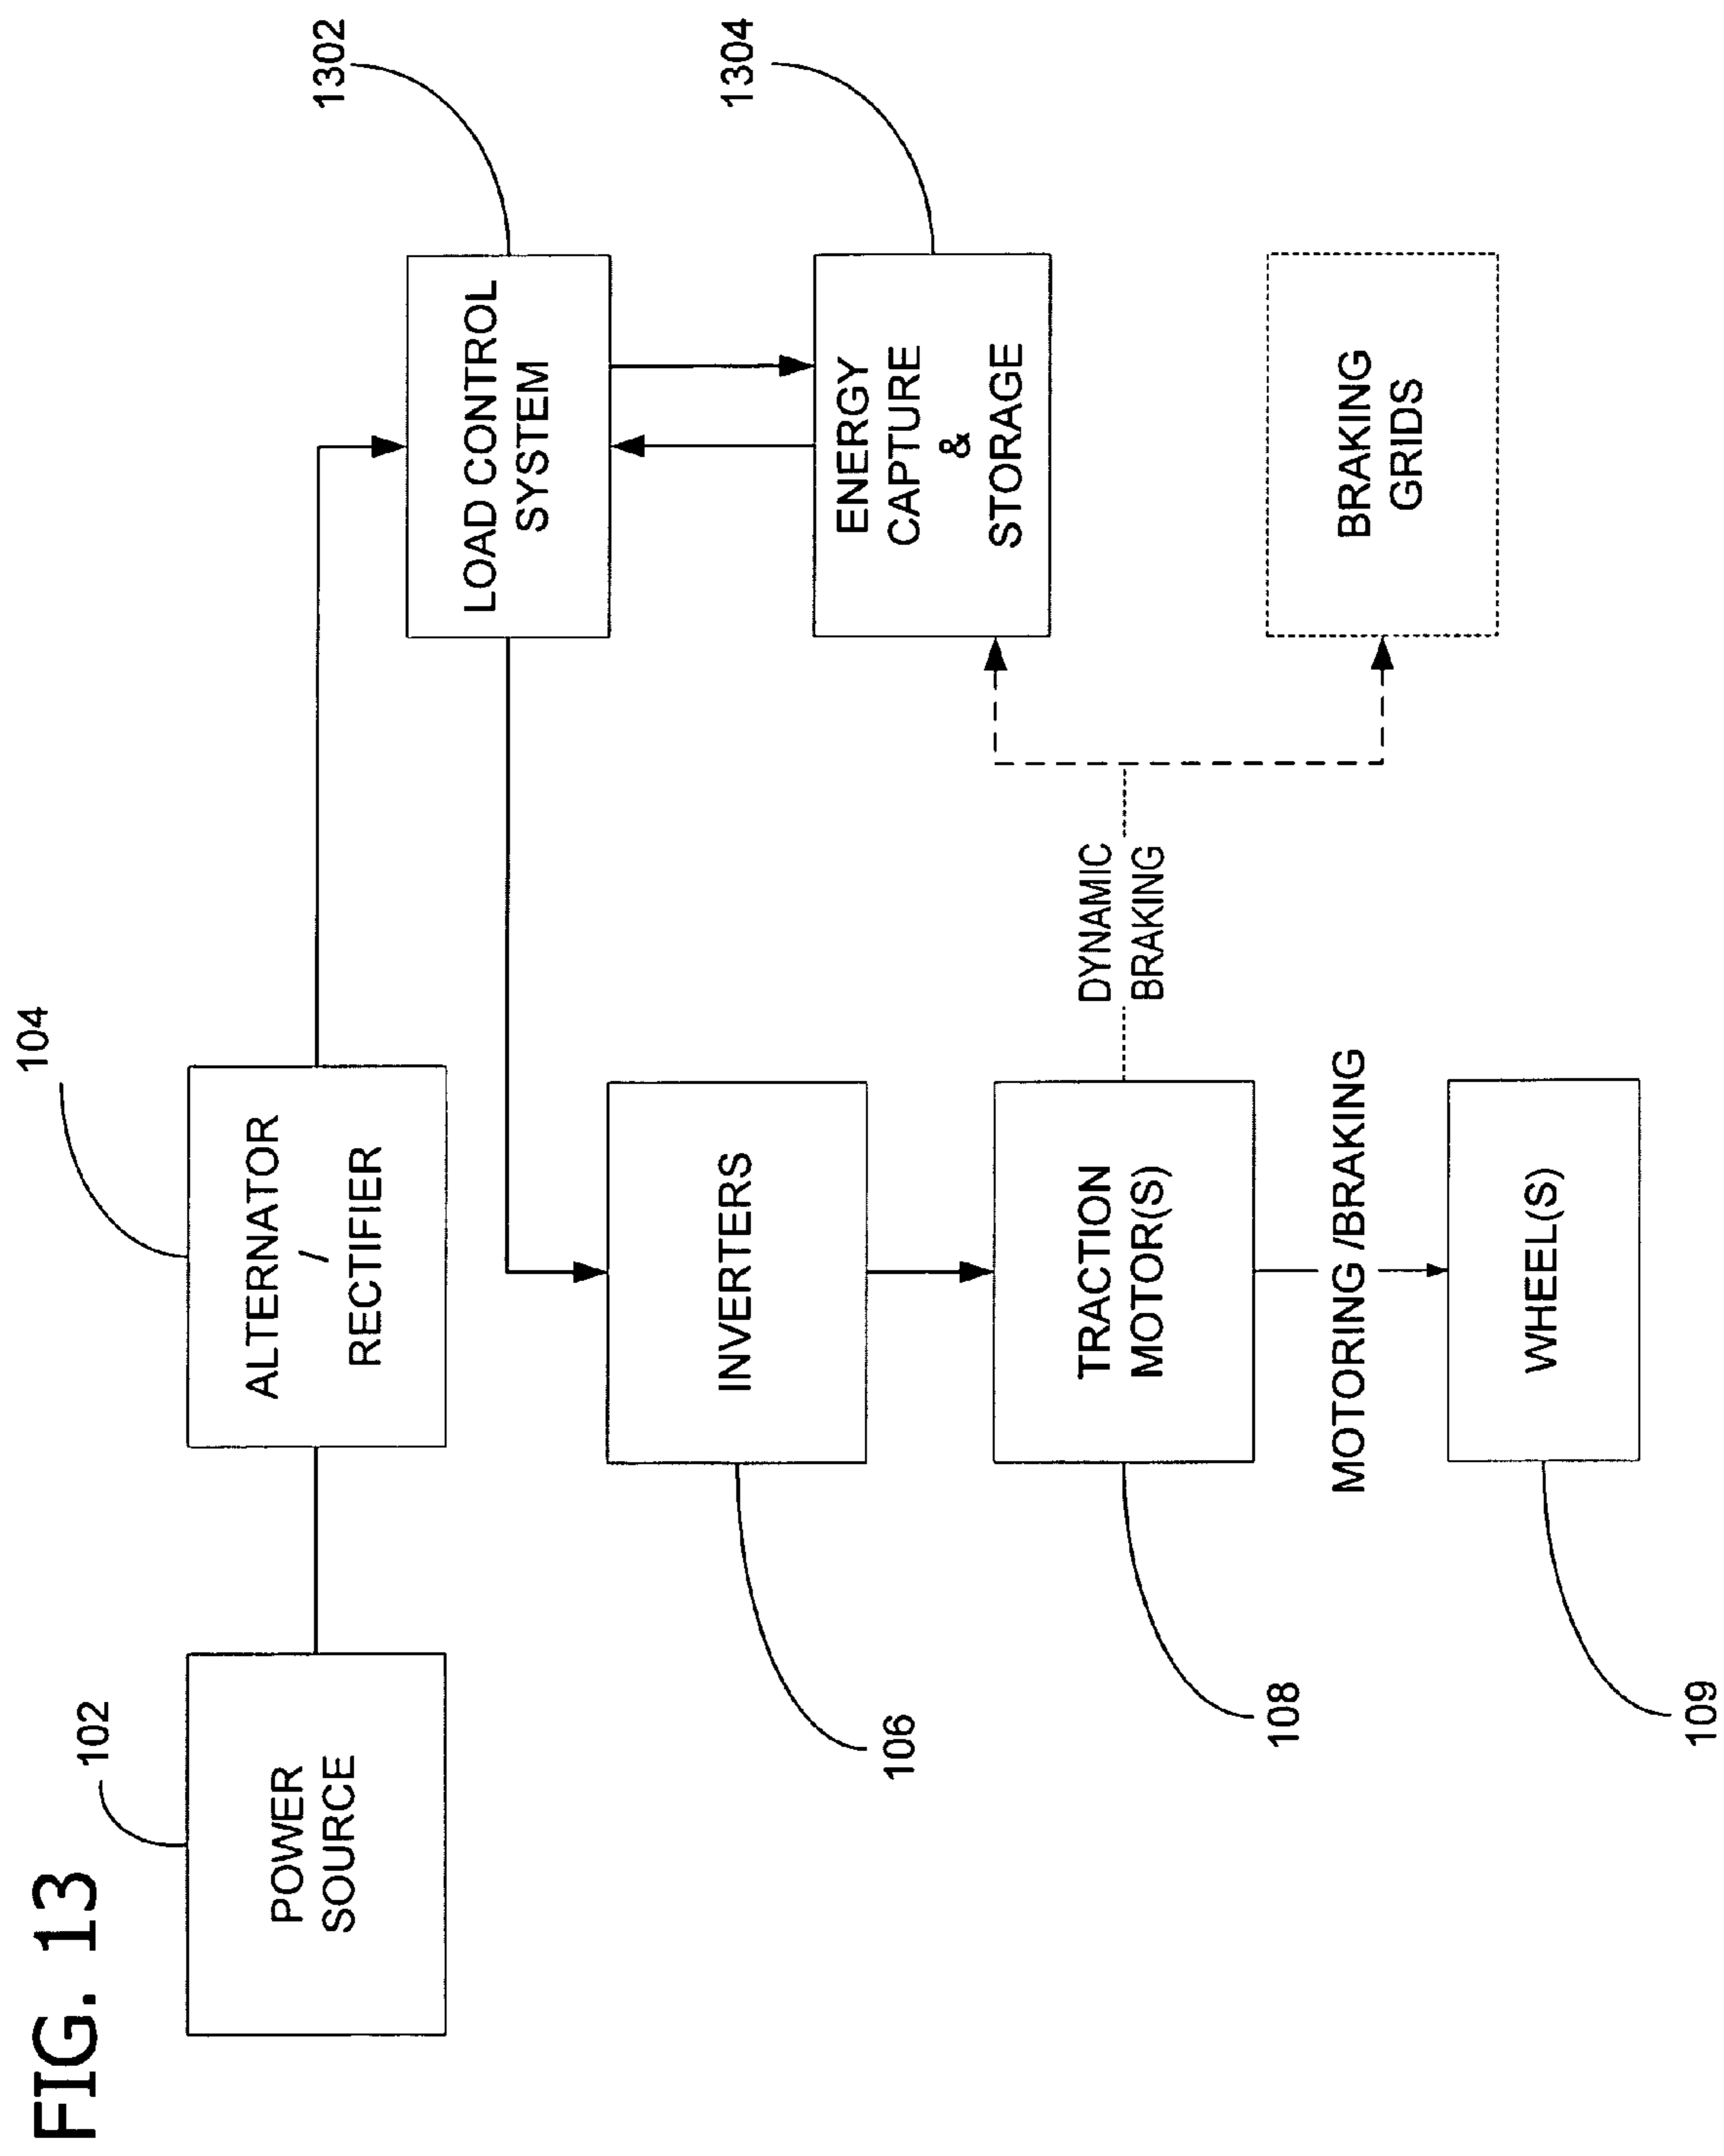 FIG. 13
102
POWER
SOURCE
104
ALTERNATOR
/
RECTIFIER
1302
LOAD CONTROL
SYSTEM
1304
ENERGY
CAPTURE
&
STORAGE
BRAKING
GRIDS
INVERTERS
106
TRACTION
MOTOR(S)
108
DYNAMIC
BRAKING
MOTORING /BRAKING
WHEEL(S)
109